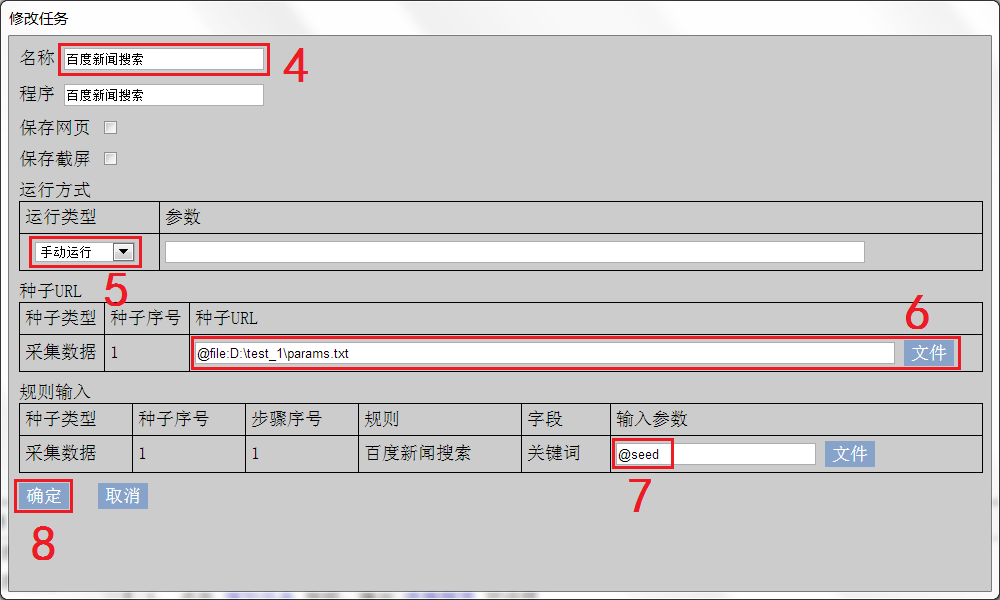 修改任务
名称 百度新闻搜索 4
程序 百度新闻搜索
保存网页
保存截屏
运行方式
运行类型 参数
手动运行
5
种子URL
种子类型 种子序号 种子URL 6
采集数据 1 @file:D:\test_1\params.txt 文件
规则输入
种子类型 种子序号 步骤序号 规则 字段 输入参数
采集数据 1 1 百度新闻搜索 关键词 @seed 文件
7
确定 取消
8